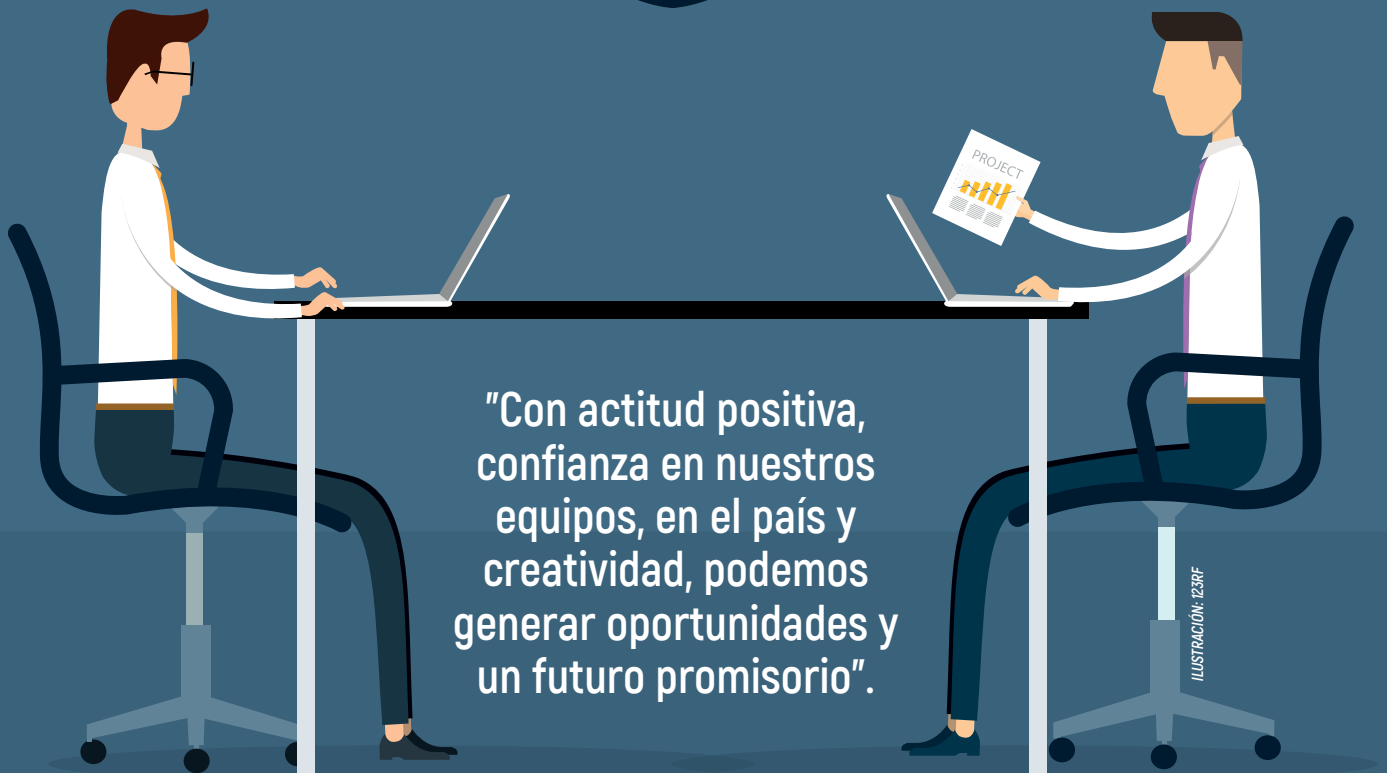 PROJECT
"Con actitud positiva,
confianza en nuestros
equipos, en el país y
creatividad, podemos
generar oportunidades y
un futuro promisorio".
ILUSTRACIÓN: 123RF